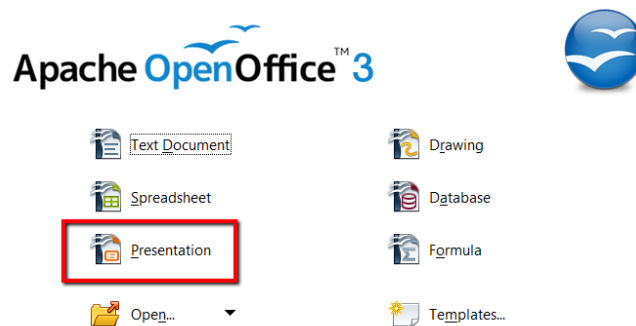 Apache OpenOffice™ 3
Text Document
Drawing
Spreadsheet
Database
Presentation
Formula
Open...
Templates...